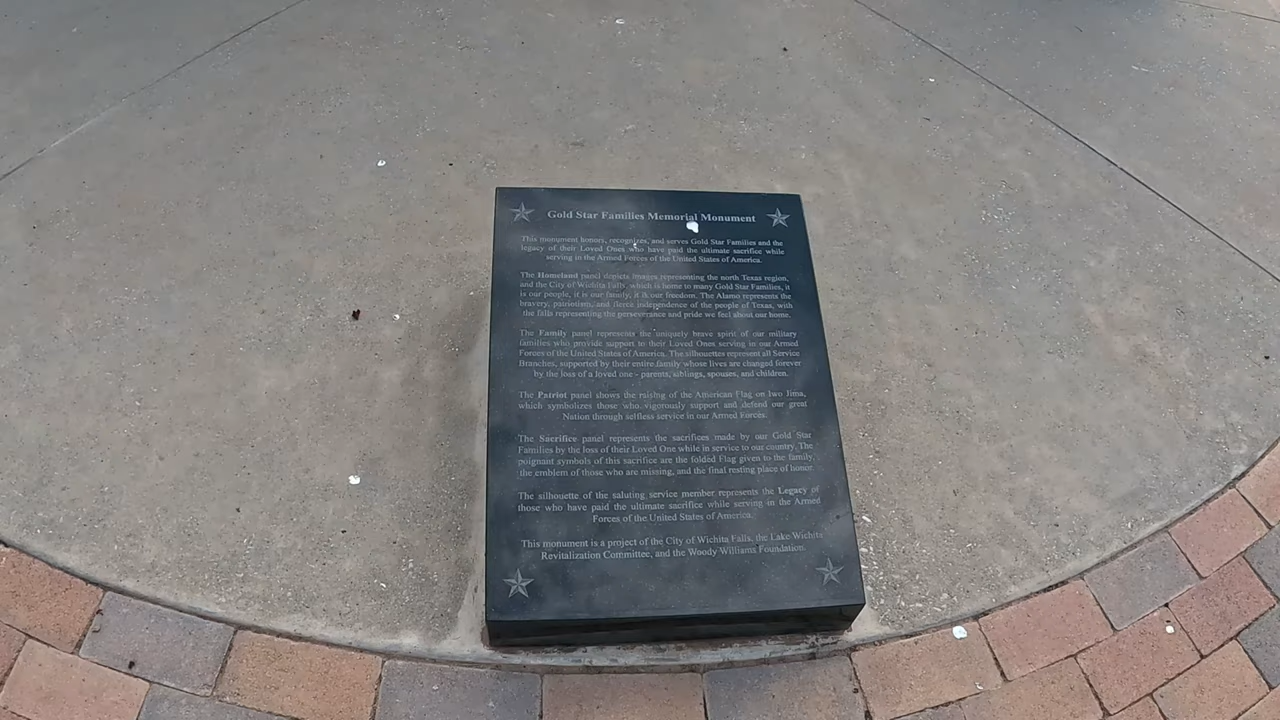 Gold Star Families Memorial Monument
This monument honors, recognizes, and serves Gold Star Families and the
legacy of their Loved Ones who have paid the ultimate sacrifice while
serving in the Armed Forces of the United States of America.
The Homeland panel depicts images representing the north Texas region,
and the City of Wichita Falls, which is home to many Gold Star Families, it
is our people, it is our family, it is our freedom. The Alamo represents the
bravery, patriotism, and fierce independence of the people of Texas, with
the falls representing the perseverance and pride we feel about our home.
The Family panel represents the uniquely brave spirit of our military
families who provide support to their Loved Ones serving in our Armed
Forces of the United States of America. The silhouettes represent all Service
Branches, supported by their entire family whose lives are changed forever
by the loss of a loved one - parents, siblings, spouses, and children.
The Patriot panel shows the raising of the American Flag on Iwo Jima,
which symbolizes those who vigorously support and defend our great
Nation through selfless service in our Armed Forces.
The Sacrifice panel represents the sacrifices made by our Gold Star
Families by the loss of their Loved One while in service to our country. The
poignant symbols of this sacrifice are the folded Flag given to the family,
the emblem of those who are missing, and the final resting place of honor.
The silhouette of the saluting service member represents the Legacy of
those who have paid the ultimate sacrifice while serving in the Armed
Forces of the United States of America.
This monument is a project of the City of Wichita Falls, the Lake Wichita
Revitalization Committee, and the Woody Williams Foundation.